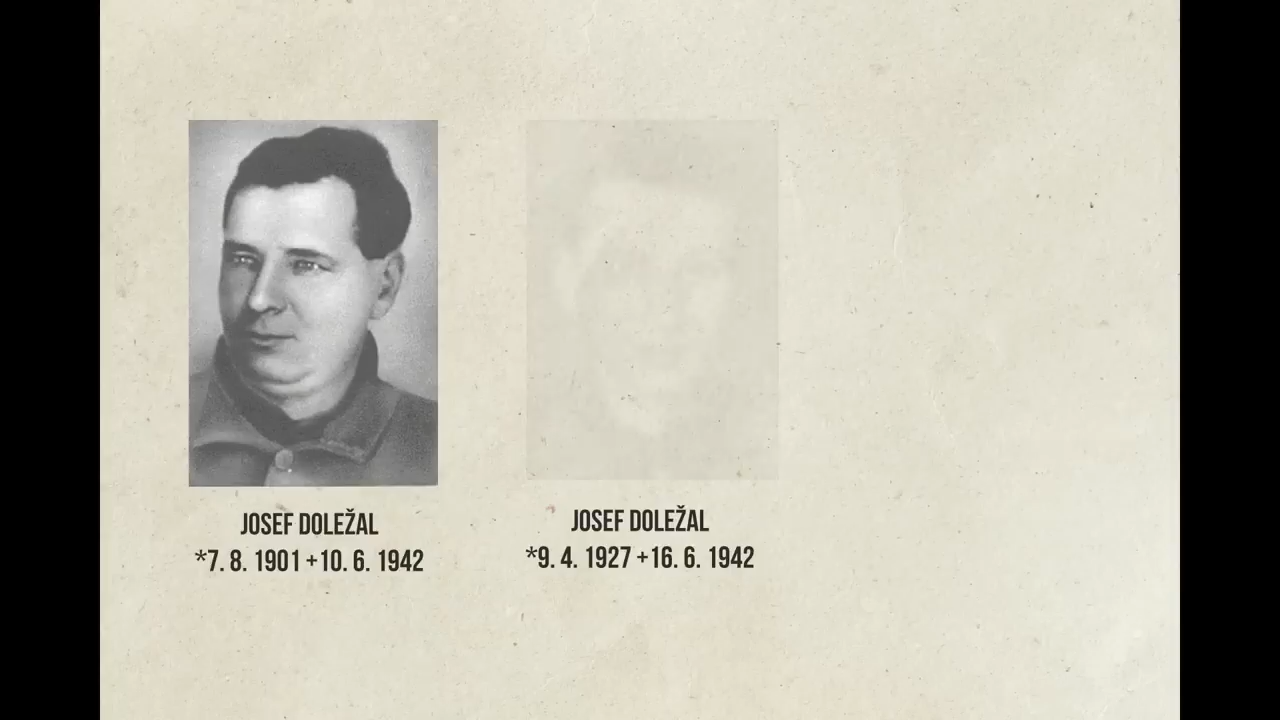 JOSEF DOLEŽAL
*7. 8. 1901 +10. 6. 1942
JOSEF DOLEŽAL
*9. 4. 1927 +16. 6. 1942